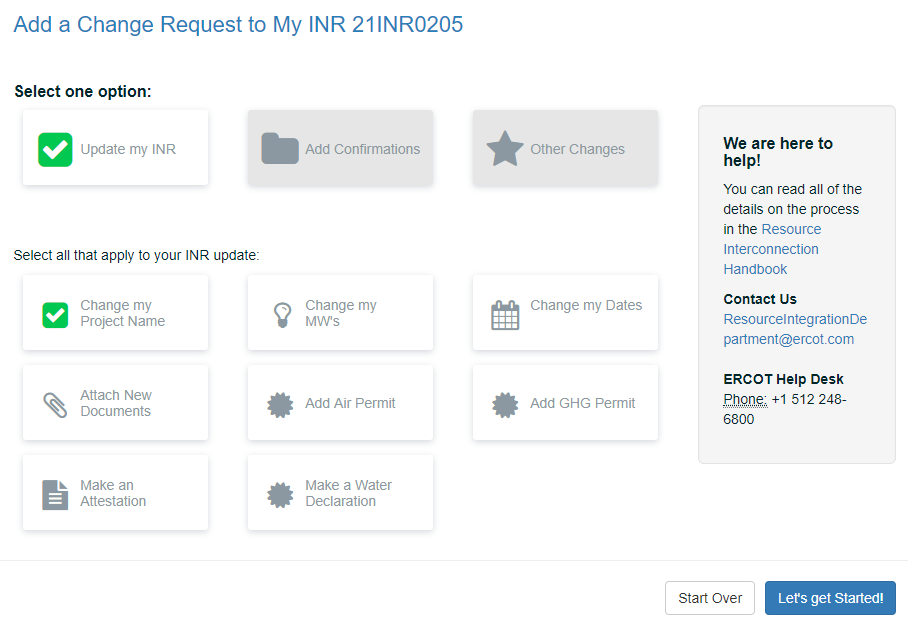 Add a Change Request to My INR 21INR0205
Select one option:
Update my INR
Add Confirmations
Other Changes
Select all that apply to your INR update:
Change my
Project Name
Change my
MW's
Change my Dates
Attach New
Documents
Add Air Permit
Add GHG Permit
Make an
Attestation
Make a Water
Declaration
We are here to
help!
You can read all of the
details on the process
in the Resource
Interconnection
Handbook
Contact Us
ResourceIntegrationDe
partment@ercot.com
ERCOT Help Desk
Phone: +1 512 248-
6800
Start Over
Let's get Started!